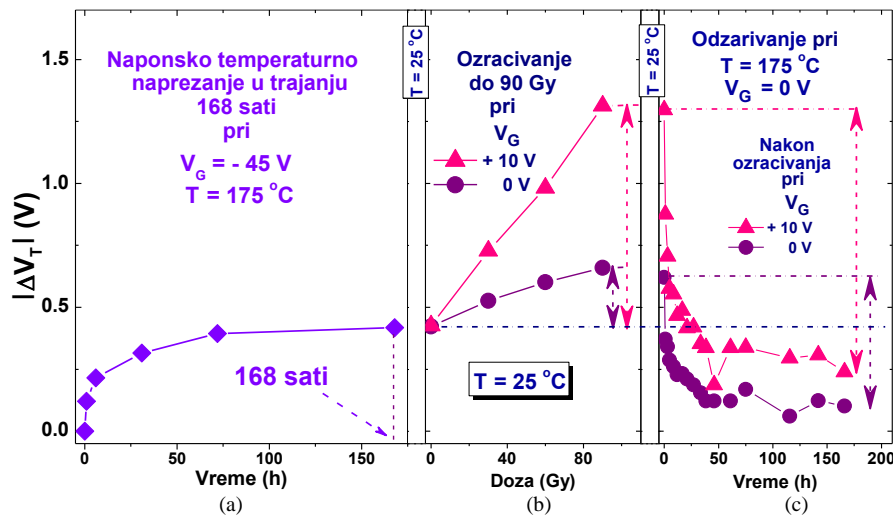 |ΔV_T| (V)
1.5
1.0
0.5
0.0
Naponsko temperaturno
naprezanje u trajanju
168 sati
pri
V_G = - 45 V
T = 175 °C
168 sati
0
50
100
150
Vreme (h)
(a)
T = 25 °C
Ozracivanje
do 90 Gy
pri
V_G
+ 10 V
0 V
T = 25 °C
0
50
100
Doza (Gy)
(b)
T = 25 °C
Odzarivanje pri
T = 175 °C
V_G = 0 V
Nakon
ozracivanja
pri
V_G
+ 10 V
0 V
0
50
100
150
200
Vreme (h)
(c)